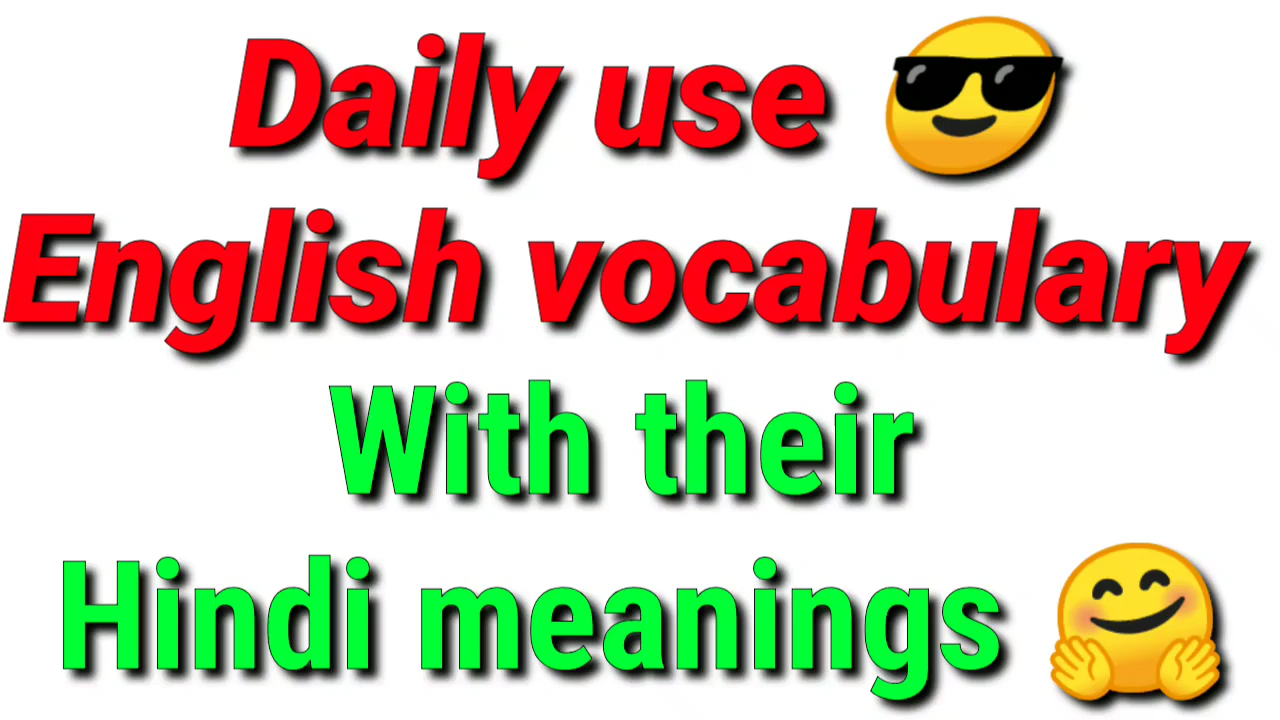 Daily use 😎
English vocabulary
With their
Hindi meanings 🤗